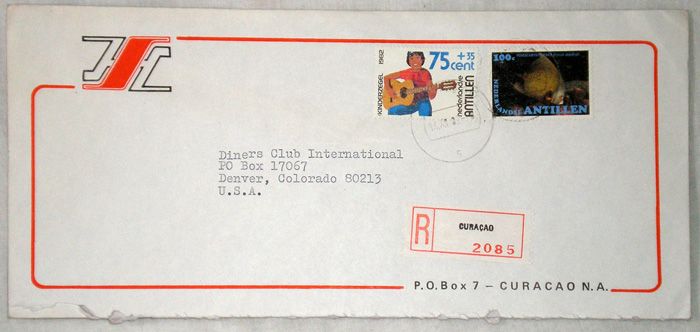 JSC
1982
KINDERZEGEL
75 +35
cent
nederlandse
ANTILLEN
100c
NEDERLANDSE ANTILLEN
Diners Club International
PO Box 17067
Denver, Colorado 80213
U.S.A.
R
CURAÇAO
2085
P.O.Box 7 – CURACAO N.A.